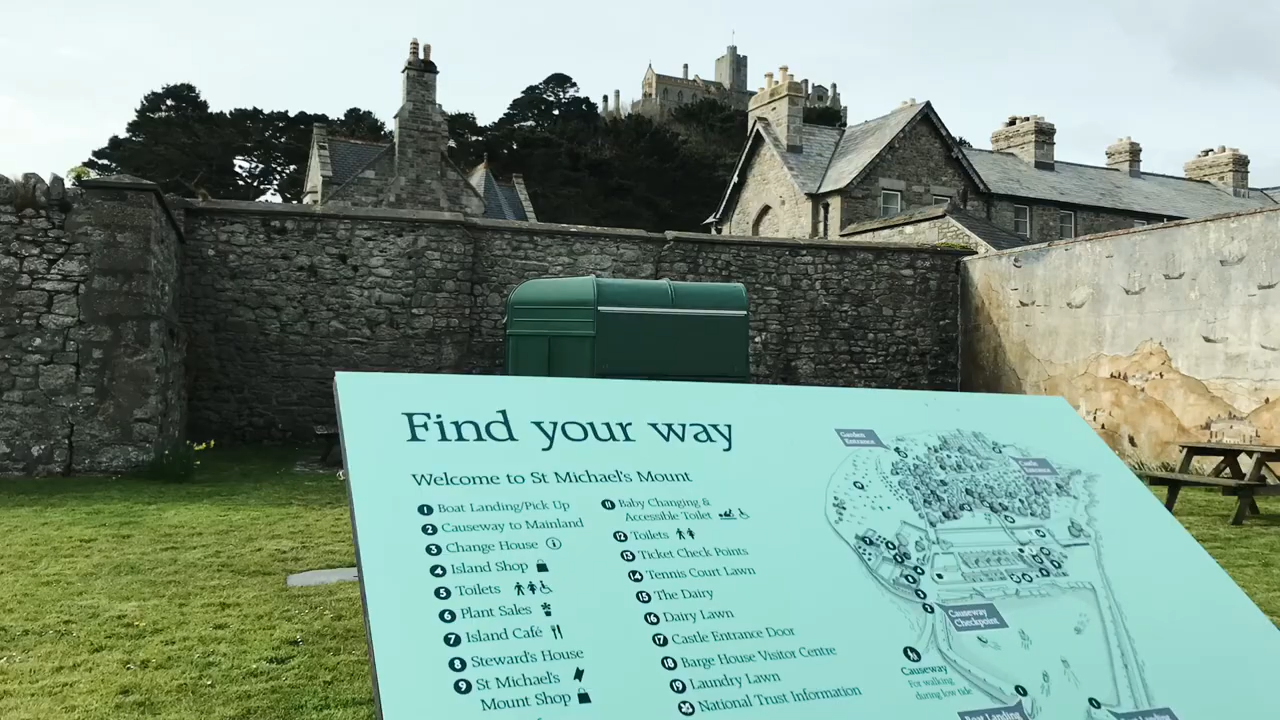 Find your way
Welcome to St Michael's Mount
1 Boat Landing/Pick Up
2 Causeway to Mainland
3 Change House
4 Island Shop
5 Toilets
6 Plant Sales
7 Island Café
8 Steward's House
9 St Michael's
Mount Shop
11 Baby Changing &
Accessible Toilet
12 Toilets
13 Ticket Check Points
14 Tennis Court Lawn
15 The Dairy
16 Dairy Lawn
17 Castle Entrance Door
18 Barge House Visitor Centre
19 Laundry Lawn
National Trust Information
Garden
Entrance
Castle
Entrance
Causeway
Checkpoint
Causeway
For walking
during low tide
Boat Landing